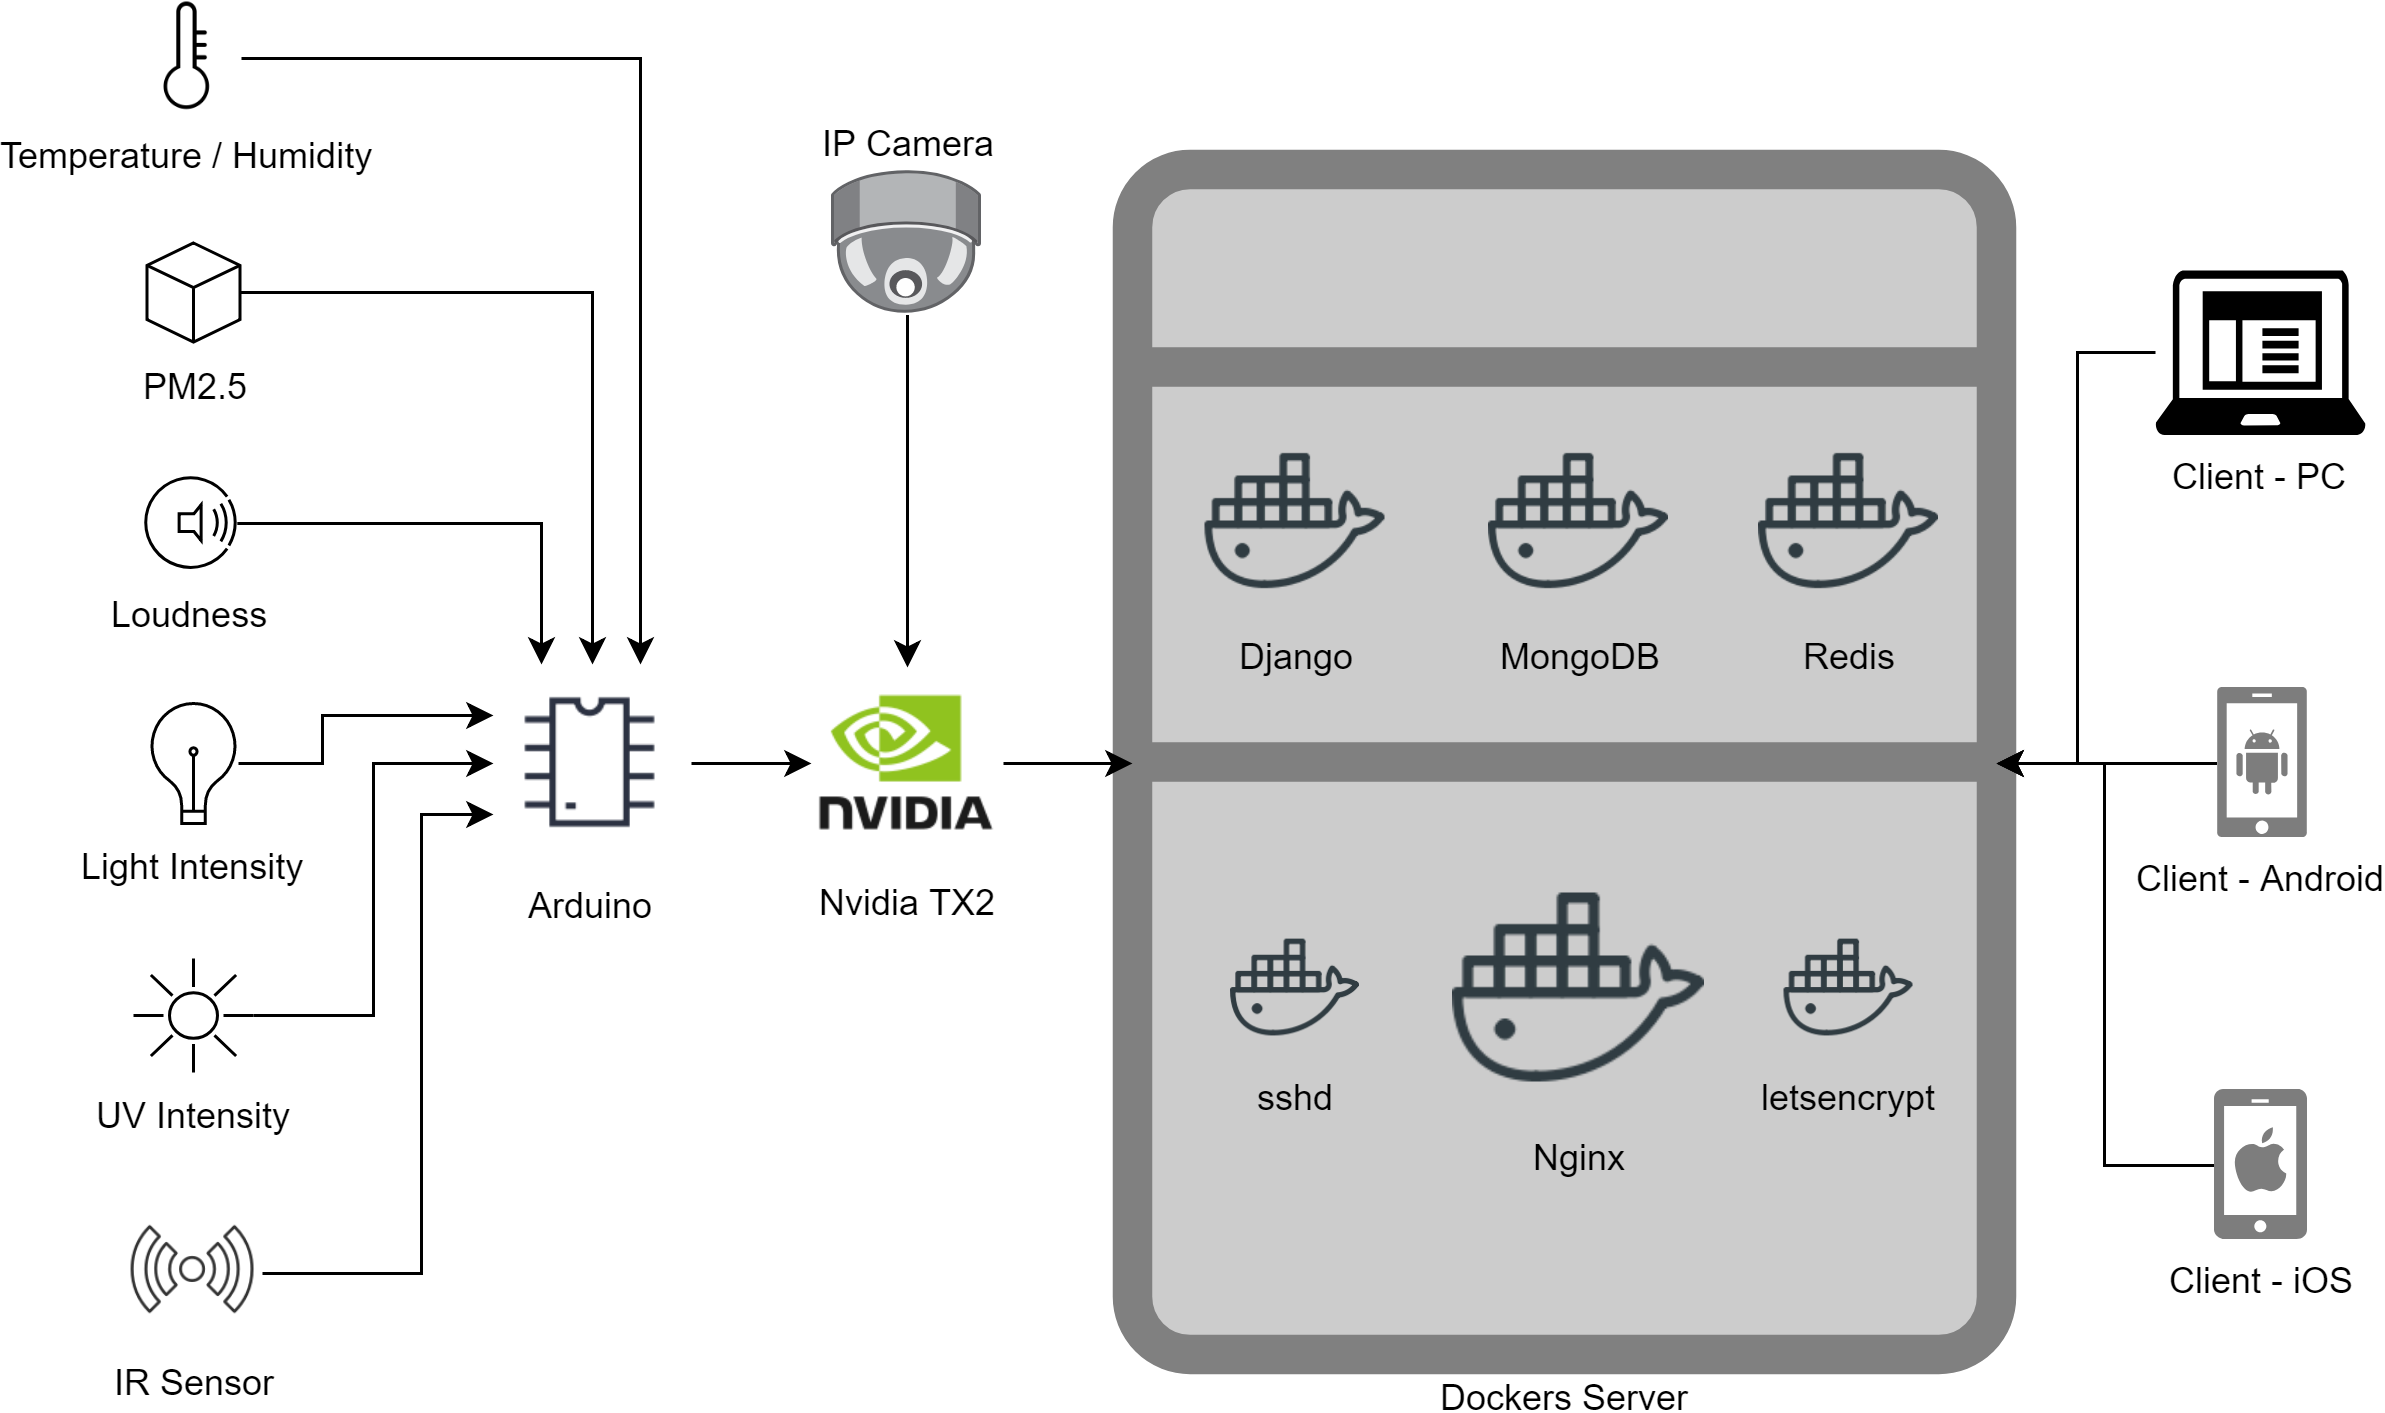 Temperature / Humidity
PM2.5
Loudness
Light Intensity
UV Intensity
IR Sensor
Arduino
IP Camera
NVIDIA
Nvidia TX2
Django
MongoDB
Redis
sshd
Nginx
letsencrypt
Dockers Server
Client - PC
Client - Android
Client - iOS